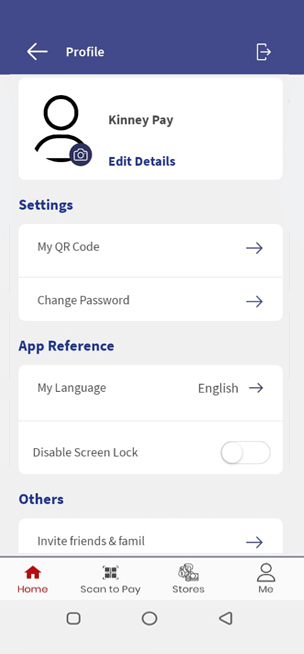 Profile
Kinney Pay
Edit Details
Settings
My QR Code
Change Password
App Reference
My Language English
Disable Screen Lock
Others
Invite friends & famil
Home Scan to Pay Stores Me